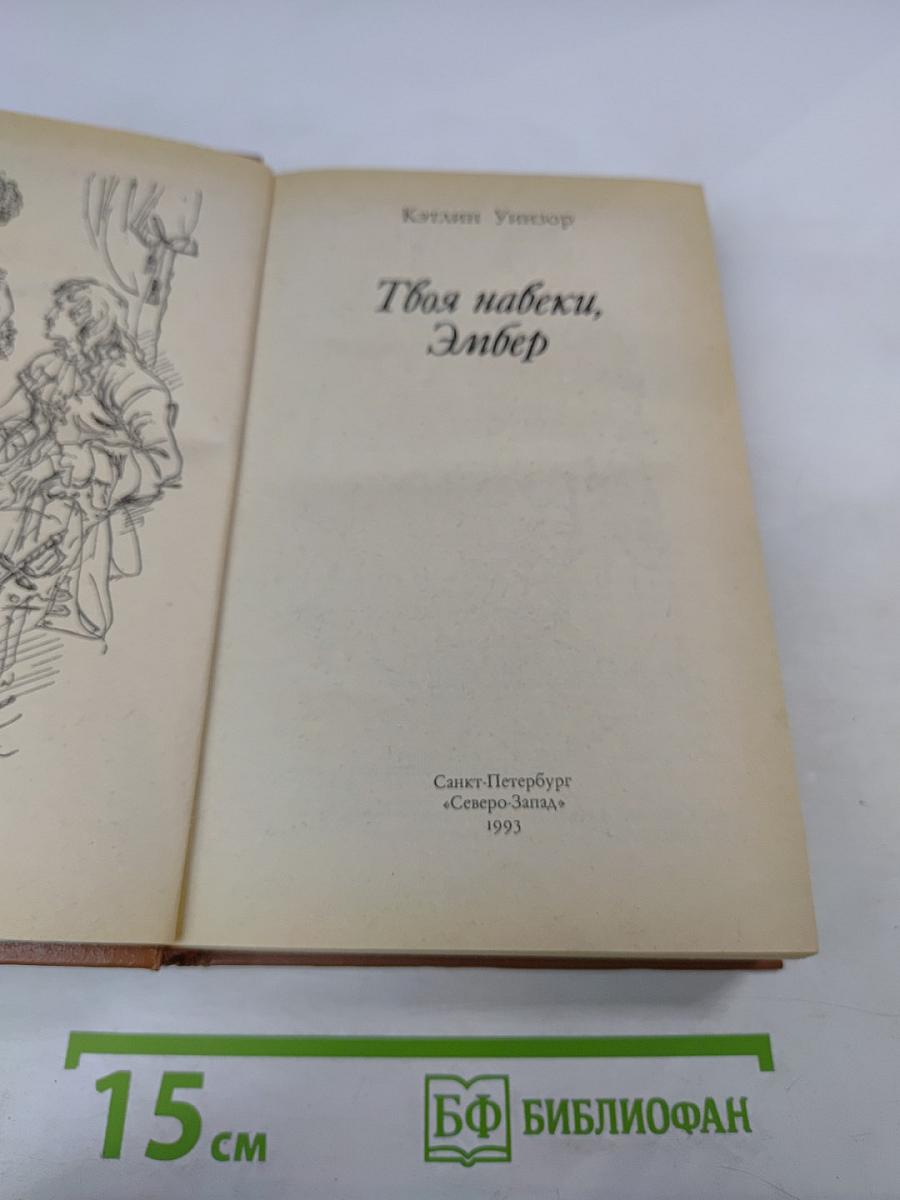 Кэтлин Уинзор
Твоя навеки,
Эмбер
Санкт-Петербург
«Северо-Запад»
1993
15 см
БФ БИБЛИОФАН